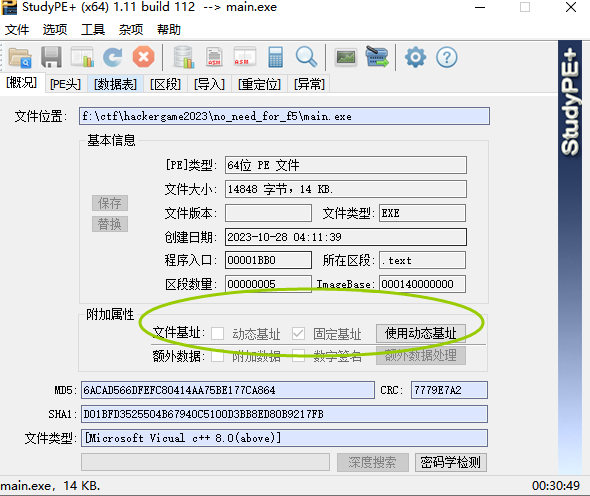 StudyPE+ (x64) 1.11 build 112 --> main.exe
文件 选项 工具 杂项 帮助
ASM ASM
[概况] [PE头] [数据表] [区段] [导入] [重定位] [异常]
StudyPE+
文件位置: f:\ctf\hackergame2023\no_need_for_f5\main.exe
基本信息
[PE]类型: 64位 PE 文件
文件大小: 14848 字节，14 KB.
保存
文件版本: 文件类型: EXE
替换
创建日期: 2023-10-28 04:11:39
程序入口: 00001BB0 所在区段: .text
区段数量: 00000005 ImageBase: 000140000000
附加属性
文件基址: 动态基址 固定基址 使用动态基址
额外数据: 附加数据 数字签名 额外数据处理
MD5: 6ACAD566DFEFC80414AA75BE177CA864 CRC: 7779E7A2
SHA1: D01BFD3525504B67940C5100D3BB8ED80B9217FB
文件类型: [Microsoft Vicual c++ 8.0(above)]
深度搜索 密码学检测
main.exe，14 KB. 00:30:49